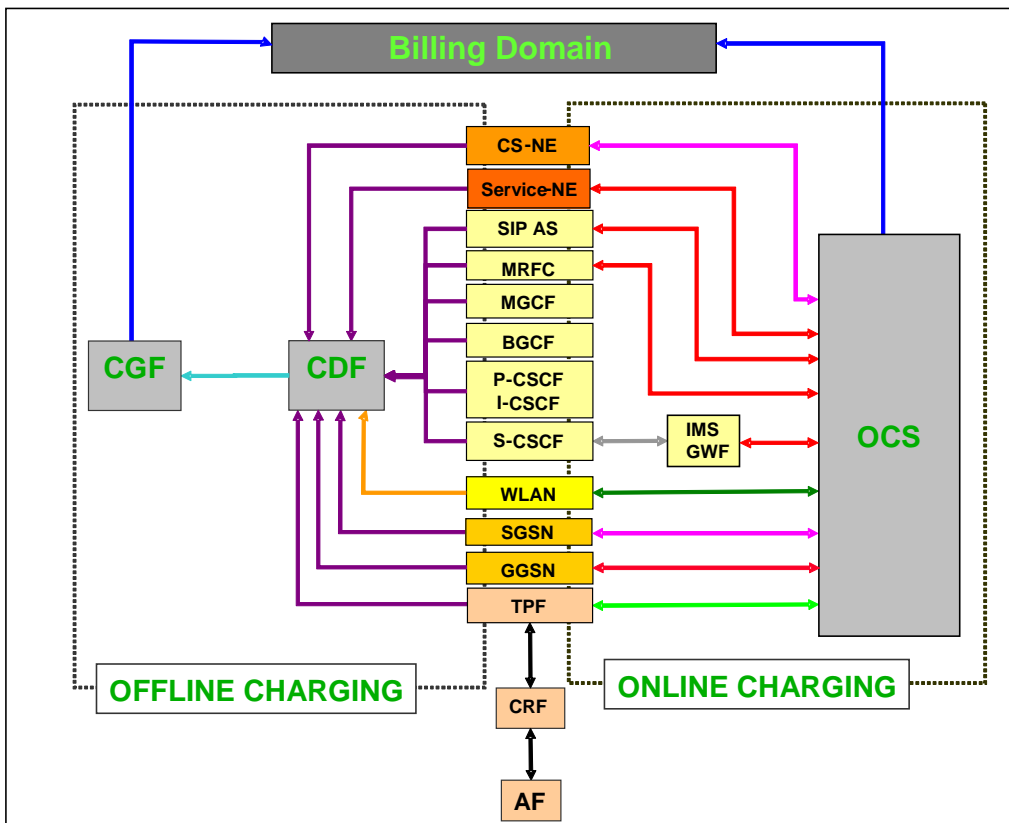 Billing Domain
CS-NE
Service-NE
SIP AS
MRFC
MGCF
BGCF
P-CSCF
I-CSCF
S-CSCF
IMS
GWF
WLAN
SGSN
GGSN
TPF
CGF
CDF
OCS
OFFLINE CHARGING
ONLINE CHARGING
CRF
AF